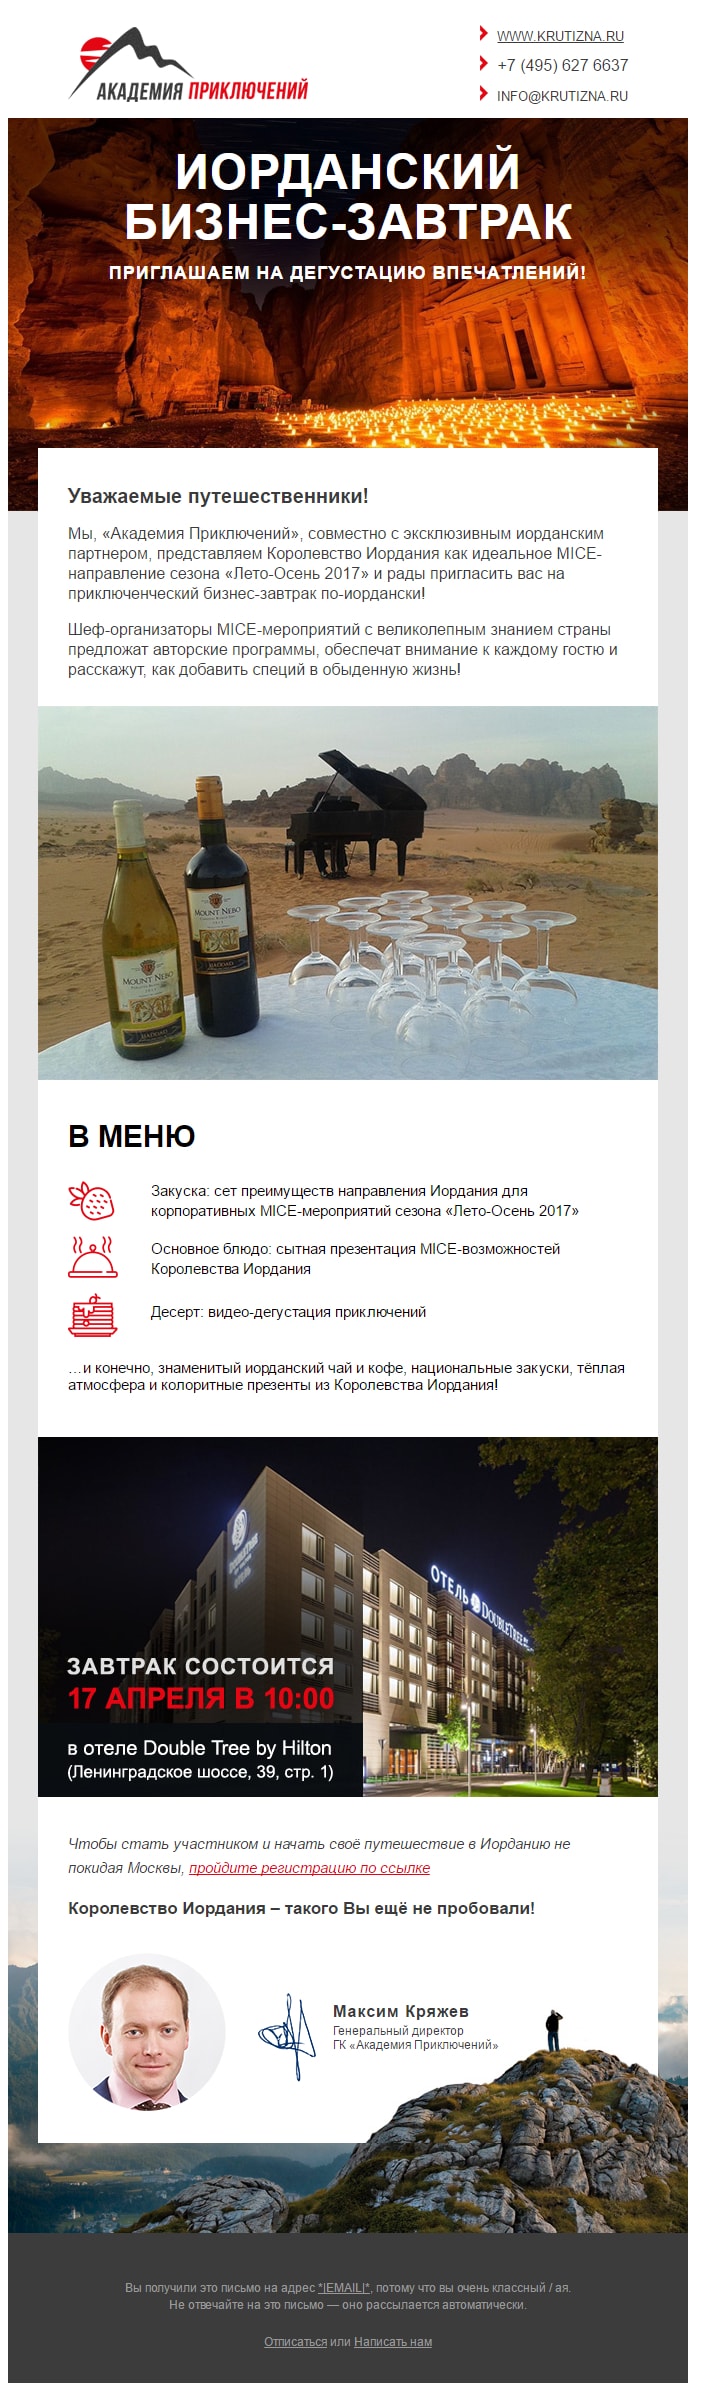 АКАДЕМИЯ ПРИКЛЮЧЕНИЙ
WWW.KRUTIZNA.RU
+7 (495) 627 6637
INFO@KRUTIZNA.RU
ИОРДАНСКИЙ
БИЗНЕС-ЗАВТРАК
ПРИГЛАШАЕМ НА ДЕГУСТАЦИЮ ВПЕЧАТЛЕНИЙ!
Уважаемые путешественники!
Мы, «Академия Приключений», совместно с эксклюзивным иорданским
партнером, представляем Королевство Иордания как идеальное MICE-
направление сезона «Лето-Осень 2017» и рады пригласить вас на
приключенческий бизнес-завтрак по-иордански!
Шеф-организаторы MICE-мероприятий с великолепным знанием страны
предложат авторские программы, обеспечат внимание к каждому гостю и
расскажут, как добавить специй в обыденную жизнь!
MOUNT NEBO
HADDAD
MOUNT NEBO
HADDAD
В МЕНЮ
Закуска: сет преимуществ направления Иордания для
корпоративных MICE-мероприятий сезона «Лето-Осень 2017»
Основное блюдо: сытная презентация MICE-возможностей
Королевства Иордания
Десерт: видео-дегустация приключений
…и конечно, знаменитый иорданский чай и кофе, национальные закуски, тёплая
атмосфера и колоритные презенты из Королевства Иордания!
DOUBLETREE
ОТЕЛЬ
ОТЕЛЬ DOUBLETREE
ЗАВТРАК СОСТОИТСЯ
17 АПРЕЛЯ В 10:00
в отеле Double Tree by Hilton
(Ленинградское шоссе, 39, стр. 1)
Чтобы стать участником и начать своё путешествие в Иорданию не
покидая Москвы, пройдите регистрацию по ссылке
Королевство Иордания – такого Вы ещё не пробовали!
Максим Кряжев
Генеральный директор
ГК «Академия Приключений»
Вы получили это письмо на адрес *|EMAIL|*, потому что вы очень классный / ая.
Не отвечайте на это письмо — оно рассылается автоматически.
Отписаться или Написать нам